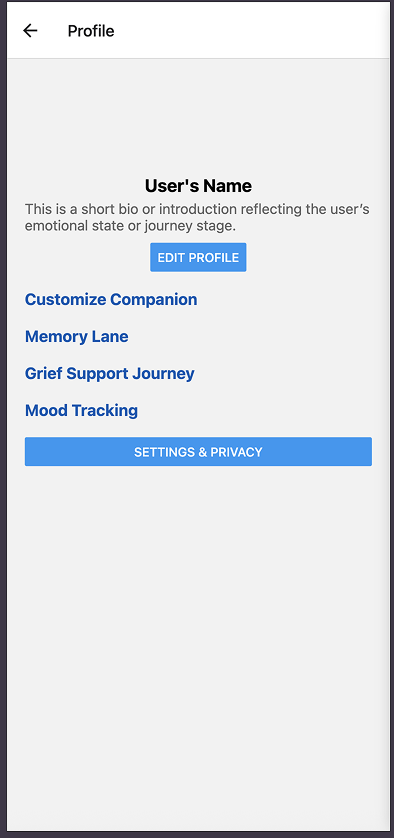 Profile
User's Name
This is a short bio or introduction reflecting the user’s
emotional state or journey stage.
EDIT PROFILE
Customize Companion
Memory Lane
Grief Support Journey
Mood Tracking
SETTINGS & PRIVACY